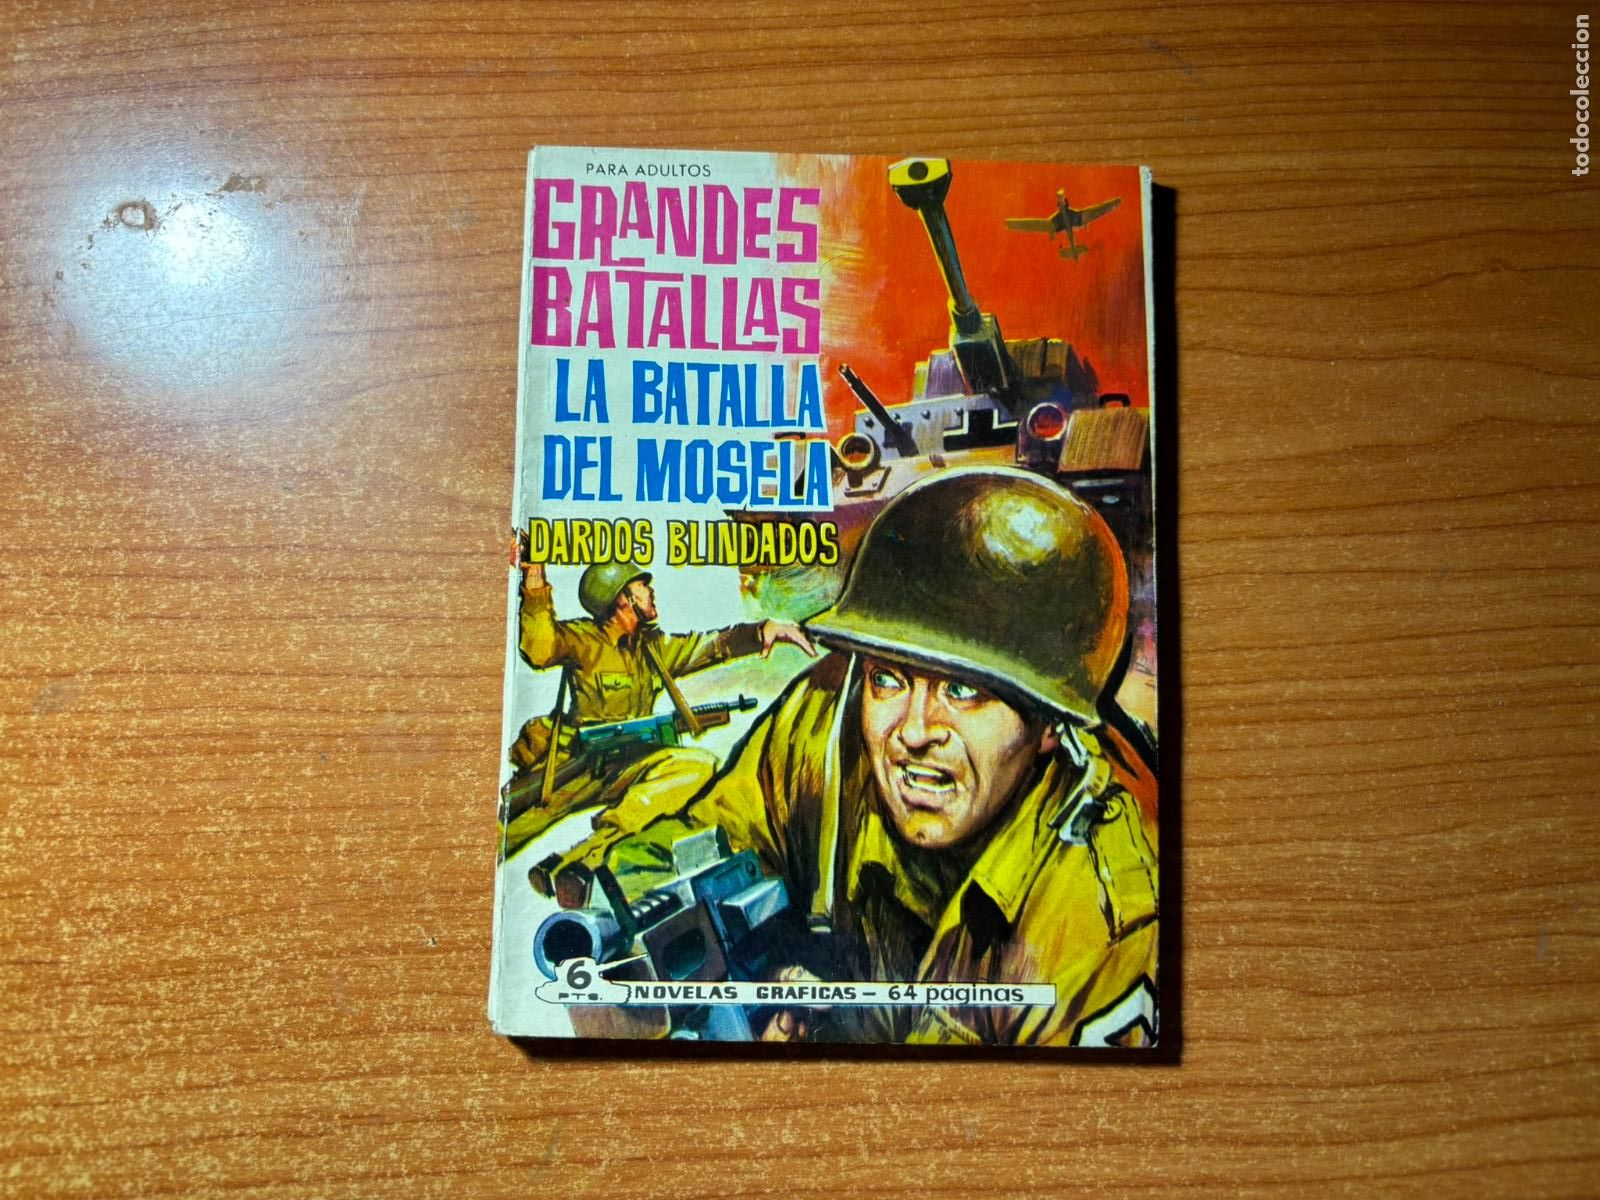 PARA ADULTOS
GRANDES
BATALLAS
LA BATALLA
DEL MOSELA
DARDOS BLINDADOS
6
PTS.
NOVELAS GRAFICAS - 64 páginas
todocoleccion